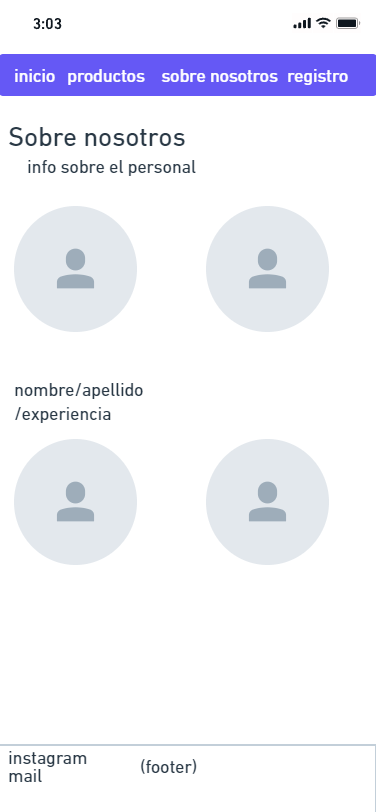 3:03
inicio productos sobre nosotros registro
Sobre nosotros
info sobre el personal
nombre/apellido
/experiencia
instagram
mail
(footer)